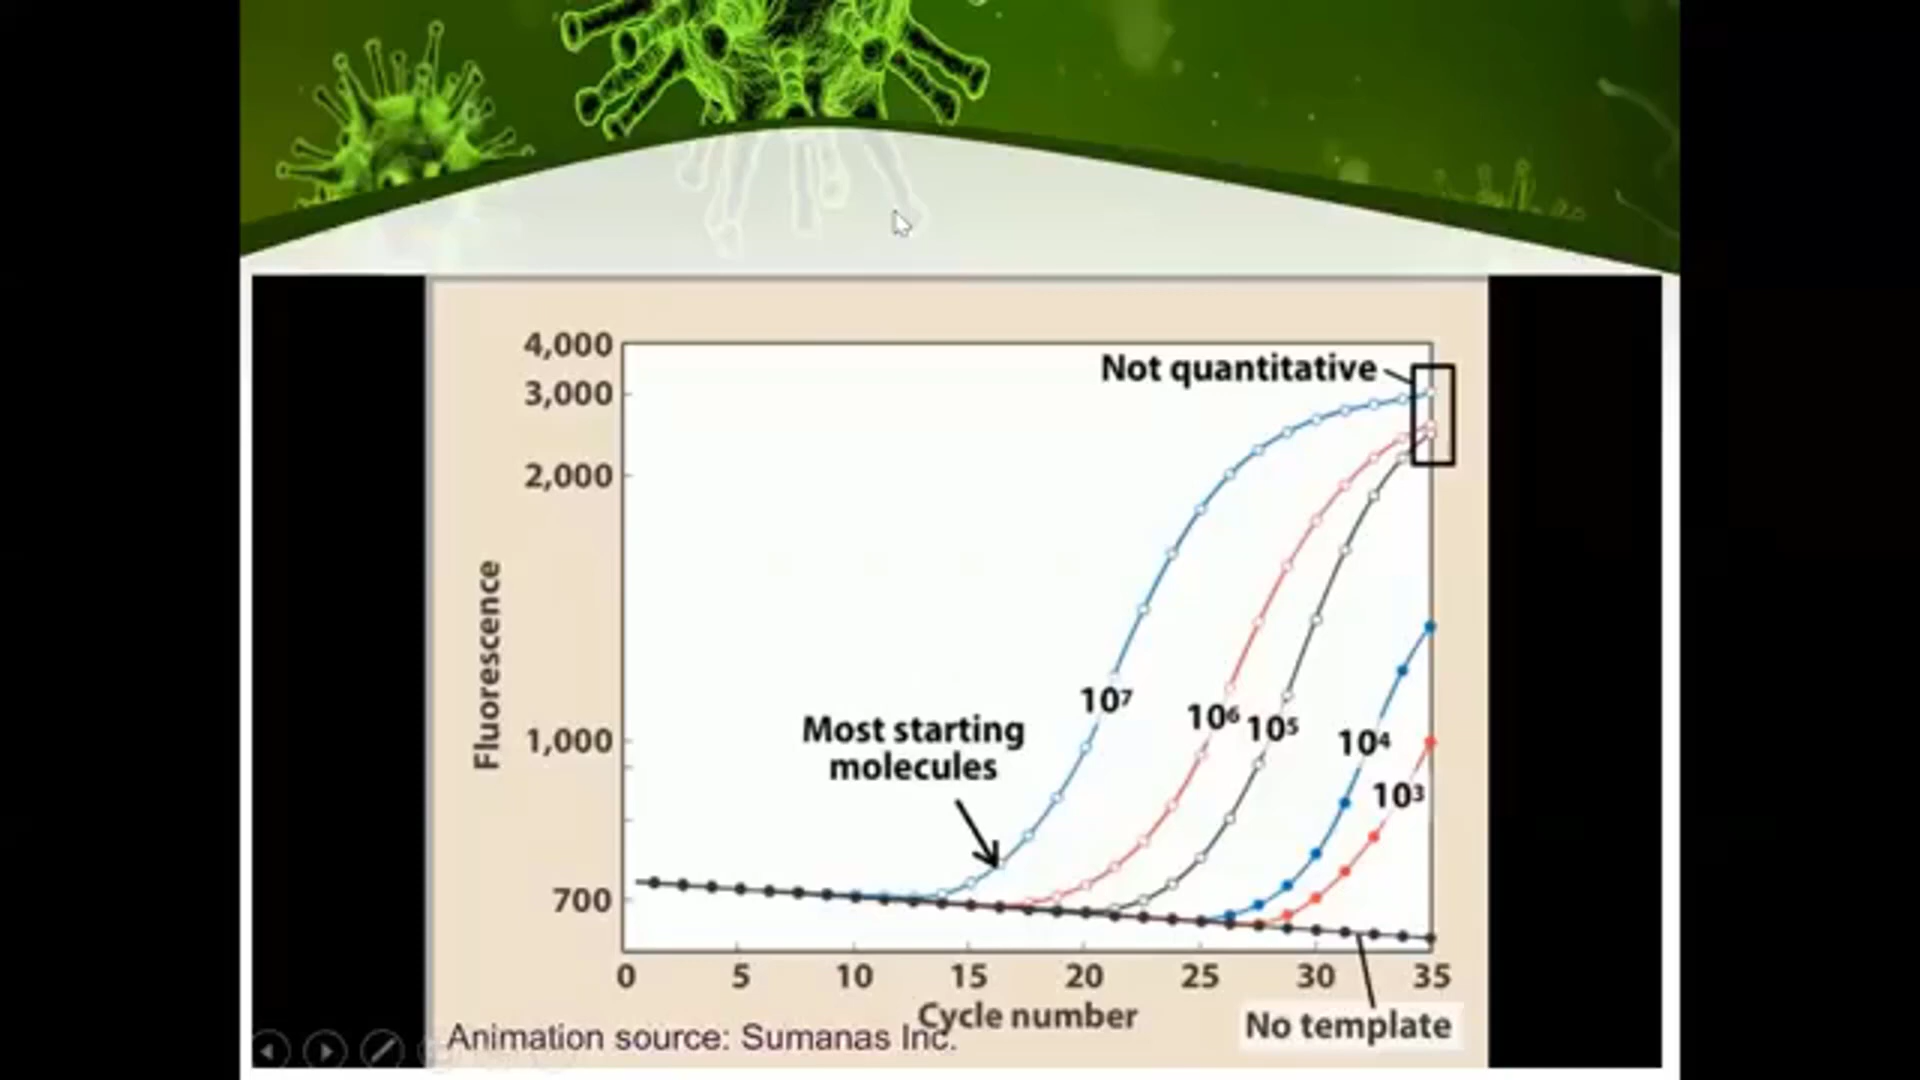 4,000
Not quantitative
3,000
2,000
Fluorescence
10⁷
10⁶
10⁵
Most starting
molecules
1,000
10⁴
10³
700
0 5 10 15 20 25 30 35
Cycle number
No template
Animation source: Sumanas Inc.